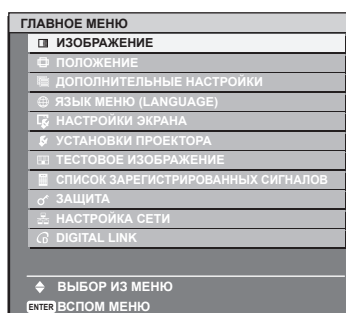 ГЛАВНОЕ МЕНЮ
ИЗОБРАЖЕНИЕ
ПОЛОЖЕНИЕ
ДОПОЛНИТЕЛЬНЫЕ НАСТРОЙКИ
ЯЗЫК МЕНЮ (LANGUAGE)
НАСТРОЙКИ ЭКРАНА
УСТАНОВКИ ПРОЕКТОРА
ТЕСТОВОЕ ИЗОБРАЖЕНИЕ
СПИСОК ЗАРЕГИСТРИРОВАННЫХ СИГНАЛОВ
ЗАЩИТА
НАСТРОЙКА СЕТИ
DIGITAL LINK
ВЫБОР ИЗ МЕНЮ
ENTER ВСПОМ МЕНЮ